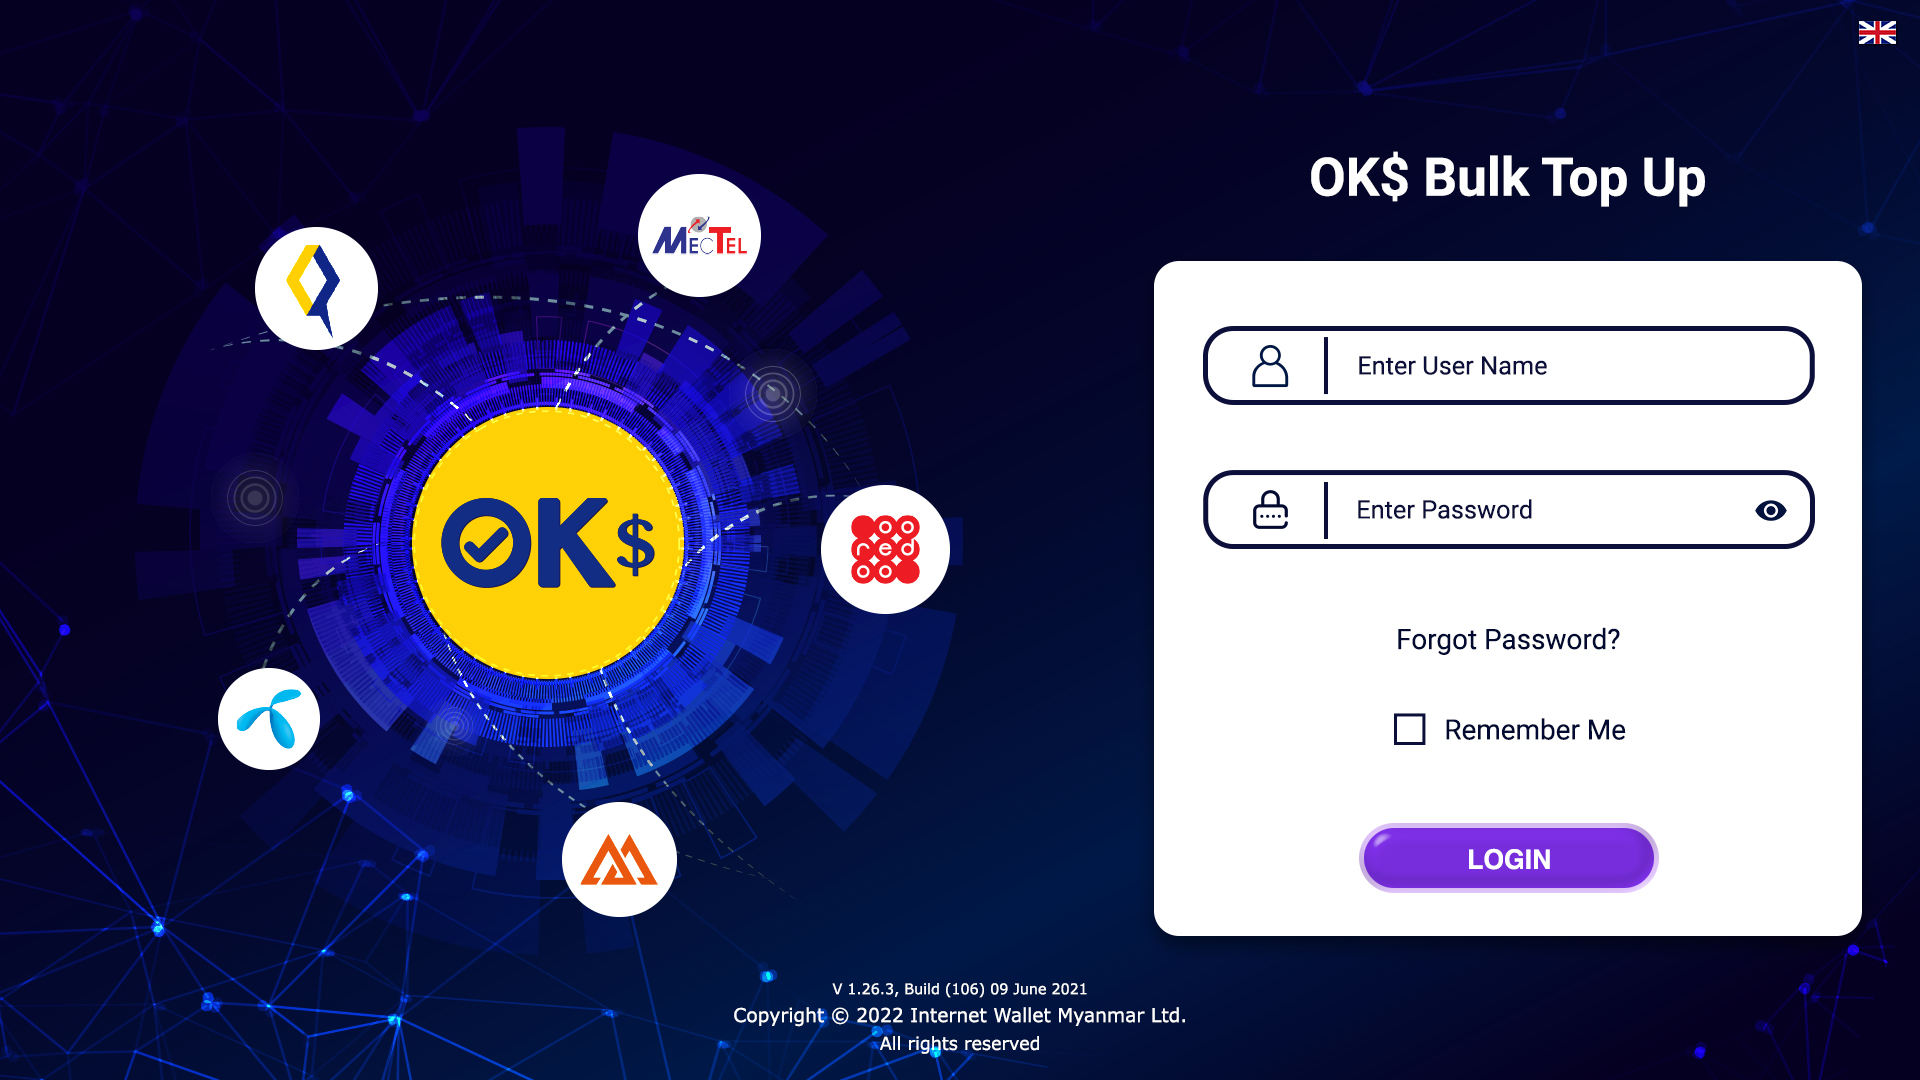 MECTEL
OK$
red
OK$ Bulk Top Up
Enter User Name
Enter Password
Forgot Password?
Remember Me
LOGIN
V 1.26.3, Build (106) 09 June 2021
Copyright © 2022 Internet Wallet Myanmar Ltd.
All rights reserved